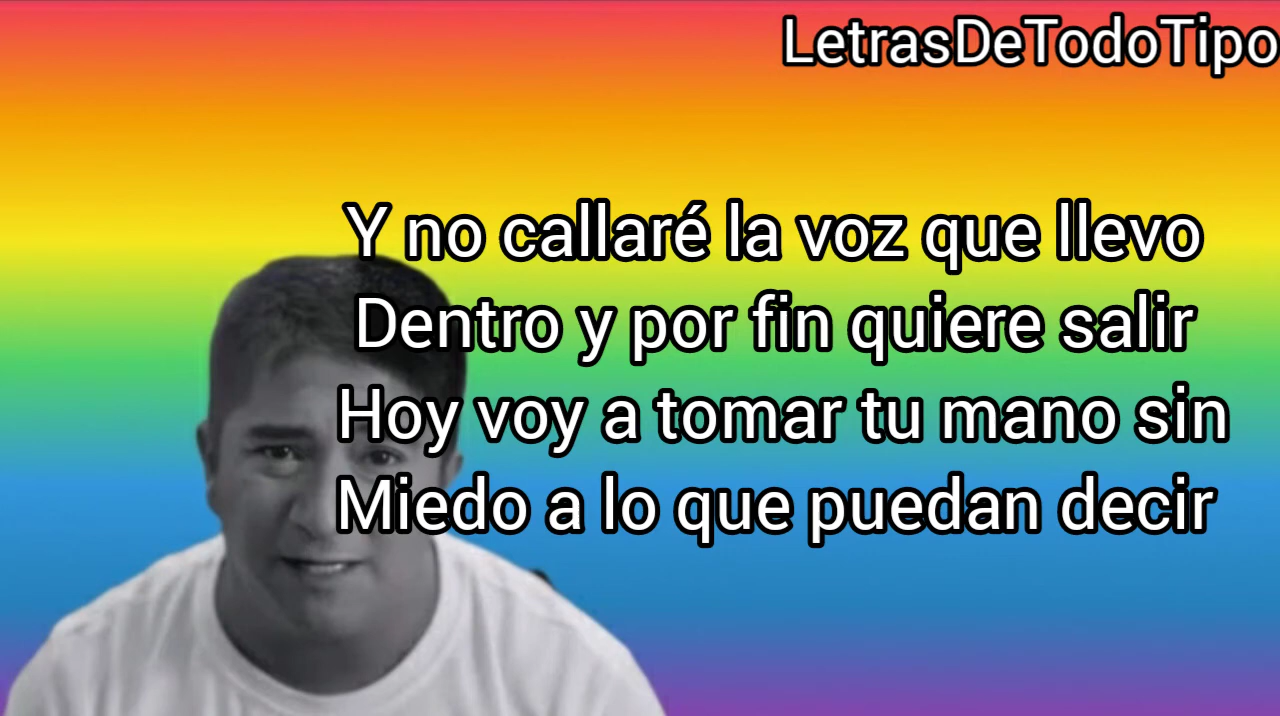 LetrasDeTodoTipo
Y no callaré la voz que llevo
Dentro y por fin quiere salir
Hoy voy a tomar tu mano sin
Miedo a lo que puedan decir